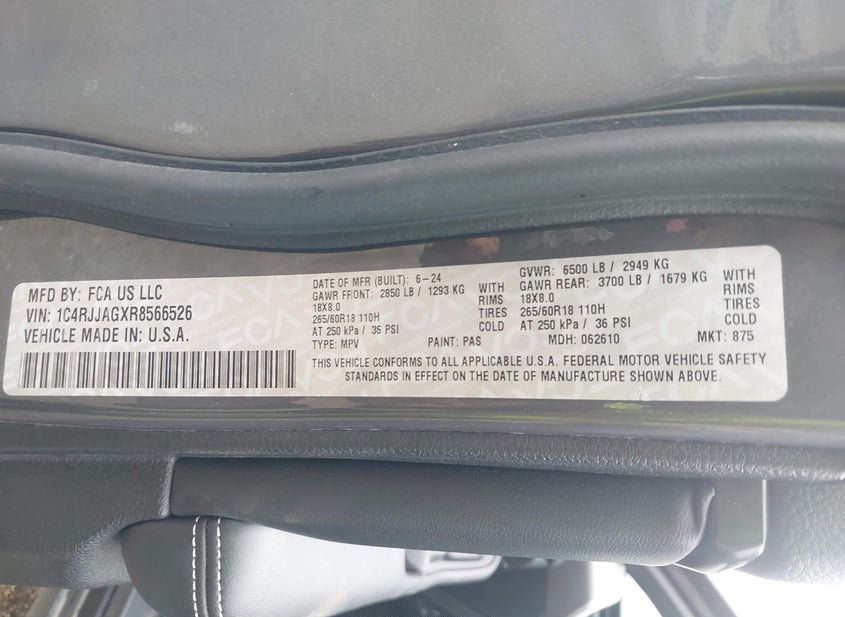 MFD BY: FCA US LLC
VIN: 1C4RJJAGXR8566526
VEHICLE MADE IN: U.S.A.
DATE OF MFR (BUILT): 6-24
GAWR FRONT: 2850 LB / 1293 KG WITH
18X8.0 RIMS
265/60R18 110H TIRES
AT 250 kPa / 36 PSI COLD
TYPE: MPV PAINT: PAS
GVWR: 6500 LB / 2949 KG
GAWR REAR: 3700 LB / 1679 KG WITH
18X8.0 RIMS
265/60R18 110H TIRES
AT 250 kPa / 36 PSI COLD
MDH: 062610 MKT: 875
THIS VEHICLE CONFORMS TO ALL APPLICABLE U.S.A. FEDERAL MOTOR VEHICLE SAFETY
STANDARDS IN EFFECT ON THE DATE OF MANUFACTURE SHOWN ABOVE.